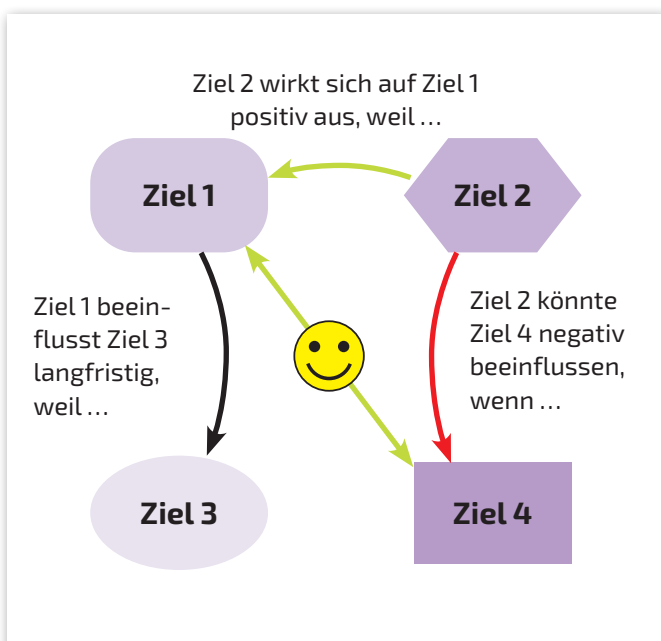 Ziel 2 wirkt sich auf Ziel 1
positiv aus, weil …
Ziel 1
Ziel 2
Ziel 1 beein-
flusst Ziel 3
langfristig,
weil …
Ziel 2 könnte
Ziel 4 negativ
beeinflussen,
wenn …
Ziel 3
Ziel 4